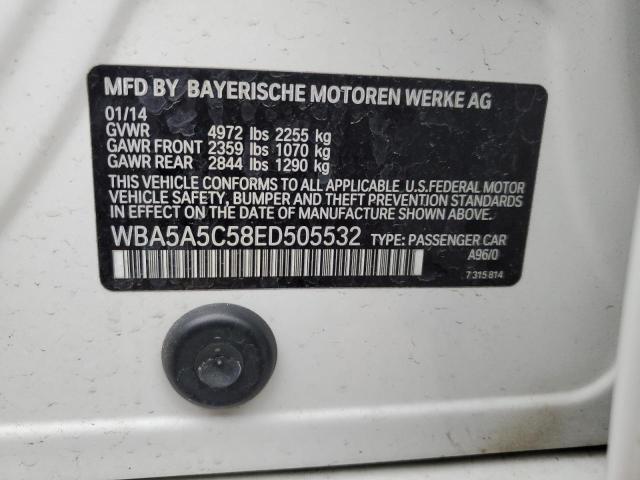 MFD BY BAYERISCHE MOTOREN WERKE AG
01/14
GVWR 4972 lbs 2255 kg
GAWR FRONT 2359 lbs 1070 kg
GAWR REAR 2844 lbs 1290 kg
THIS VEHICLE CONFORMS TO ALL APPLICABLE U.S.FEDERAL MOTOR
VEHICLE SAFETY, BUMPER AND THEFT PREVENTION STANDARDS
IN EFFECT ON THE DATE OF MANUFACTURE SHOWN ABOVE.
WBA5A5C58ED505532 TYPE: PASSENGER CAR
A96/0
7 315 814